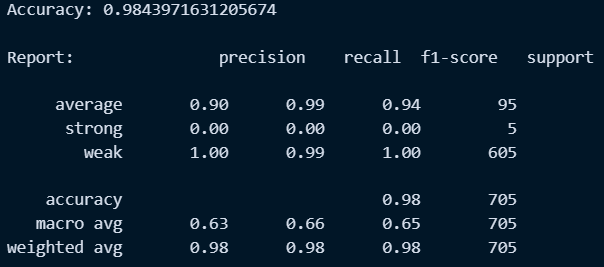 Accuracy: 0.9843971631205674
Report: precision recall f1-score support
average 0.90 0.99 0.94 95
strong 0.00 0.00 0.00 5
weak 1.00 0.99 1.00 605
accuracy 0.98 705
macro avg 0.63 0.66 0.65 705
weighted avg 0.98 0.98 0.98 705